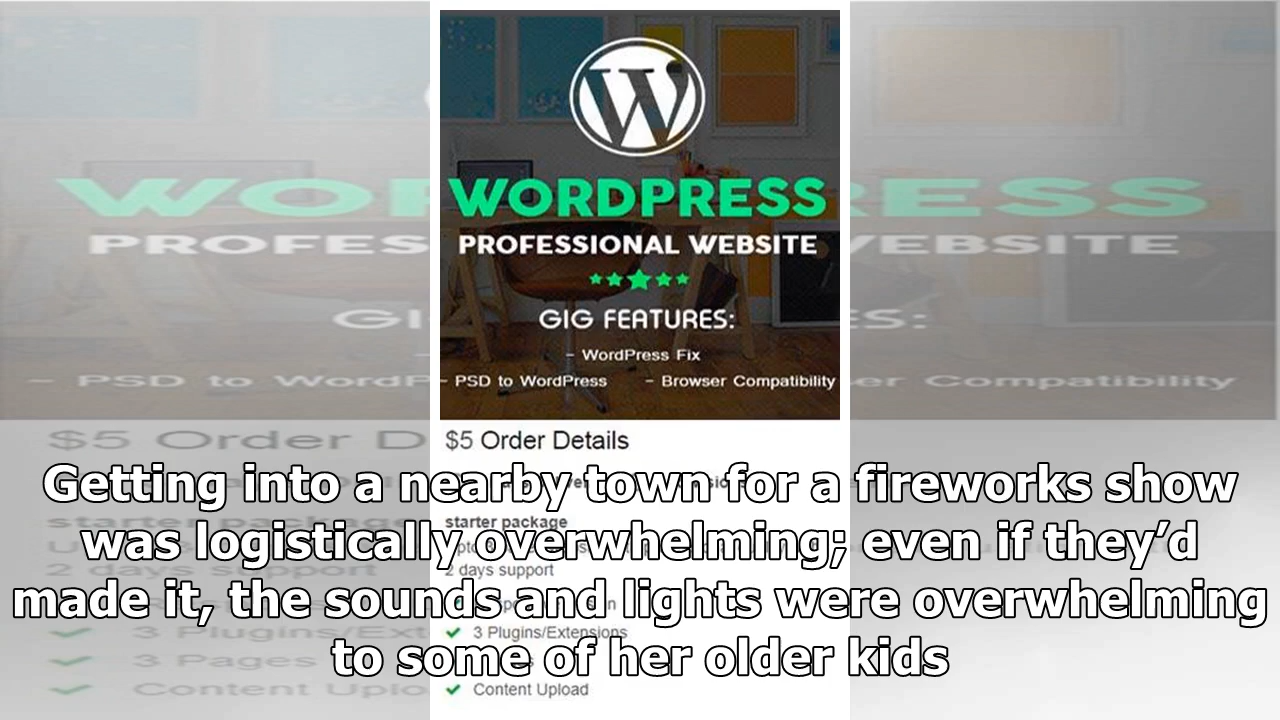 WORDPRESS
PROFESSIONAL WEBSITE
GIG FEATURES:
– WordPress Fix
– PSD to WordPress – Browser Compatibility
$5 Order Details
Getting into a nearby town for a fireworks show
starter package
was logistically overwhelming; even if they’d
2 days support
made it, the sounds and lights were overwhelming
3 Plugins/Extensions
to some of her older kids
Content Upload